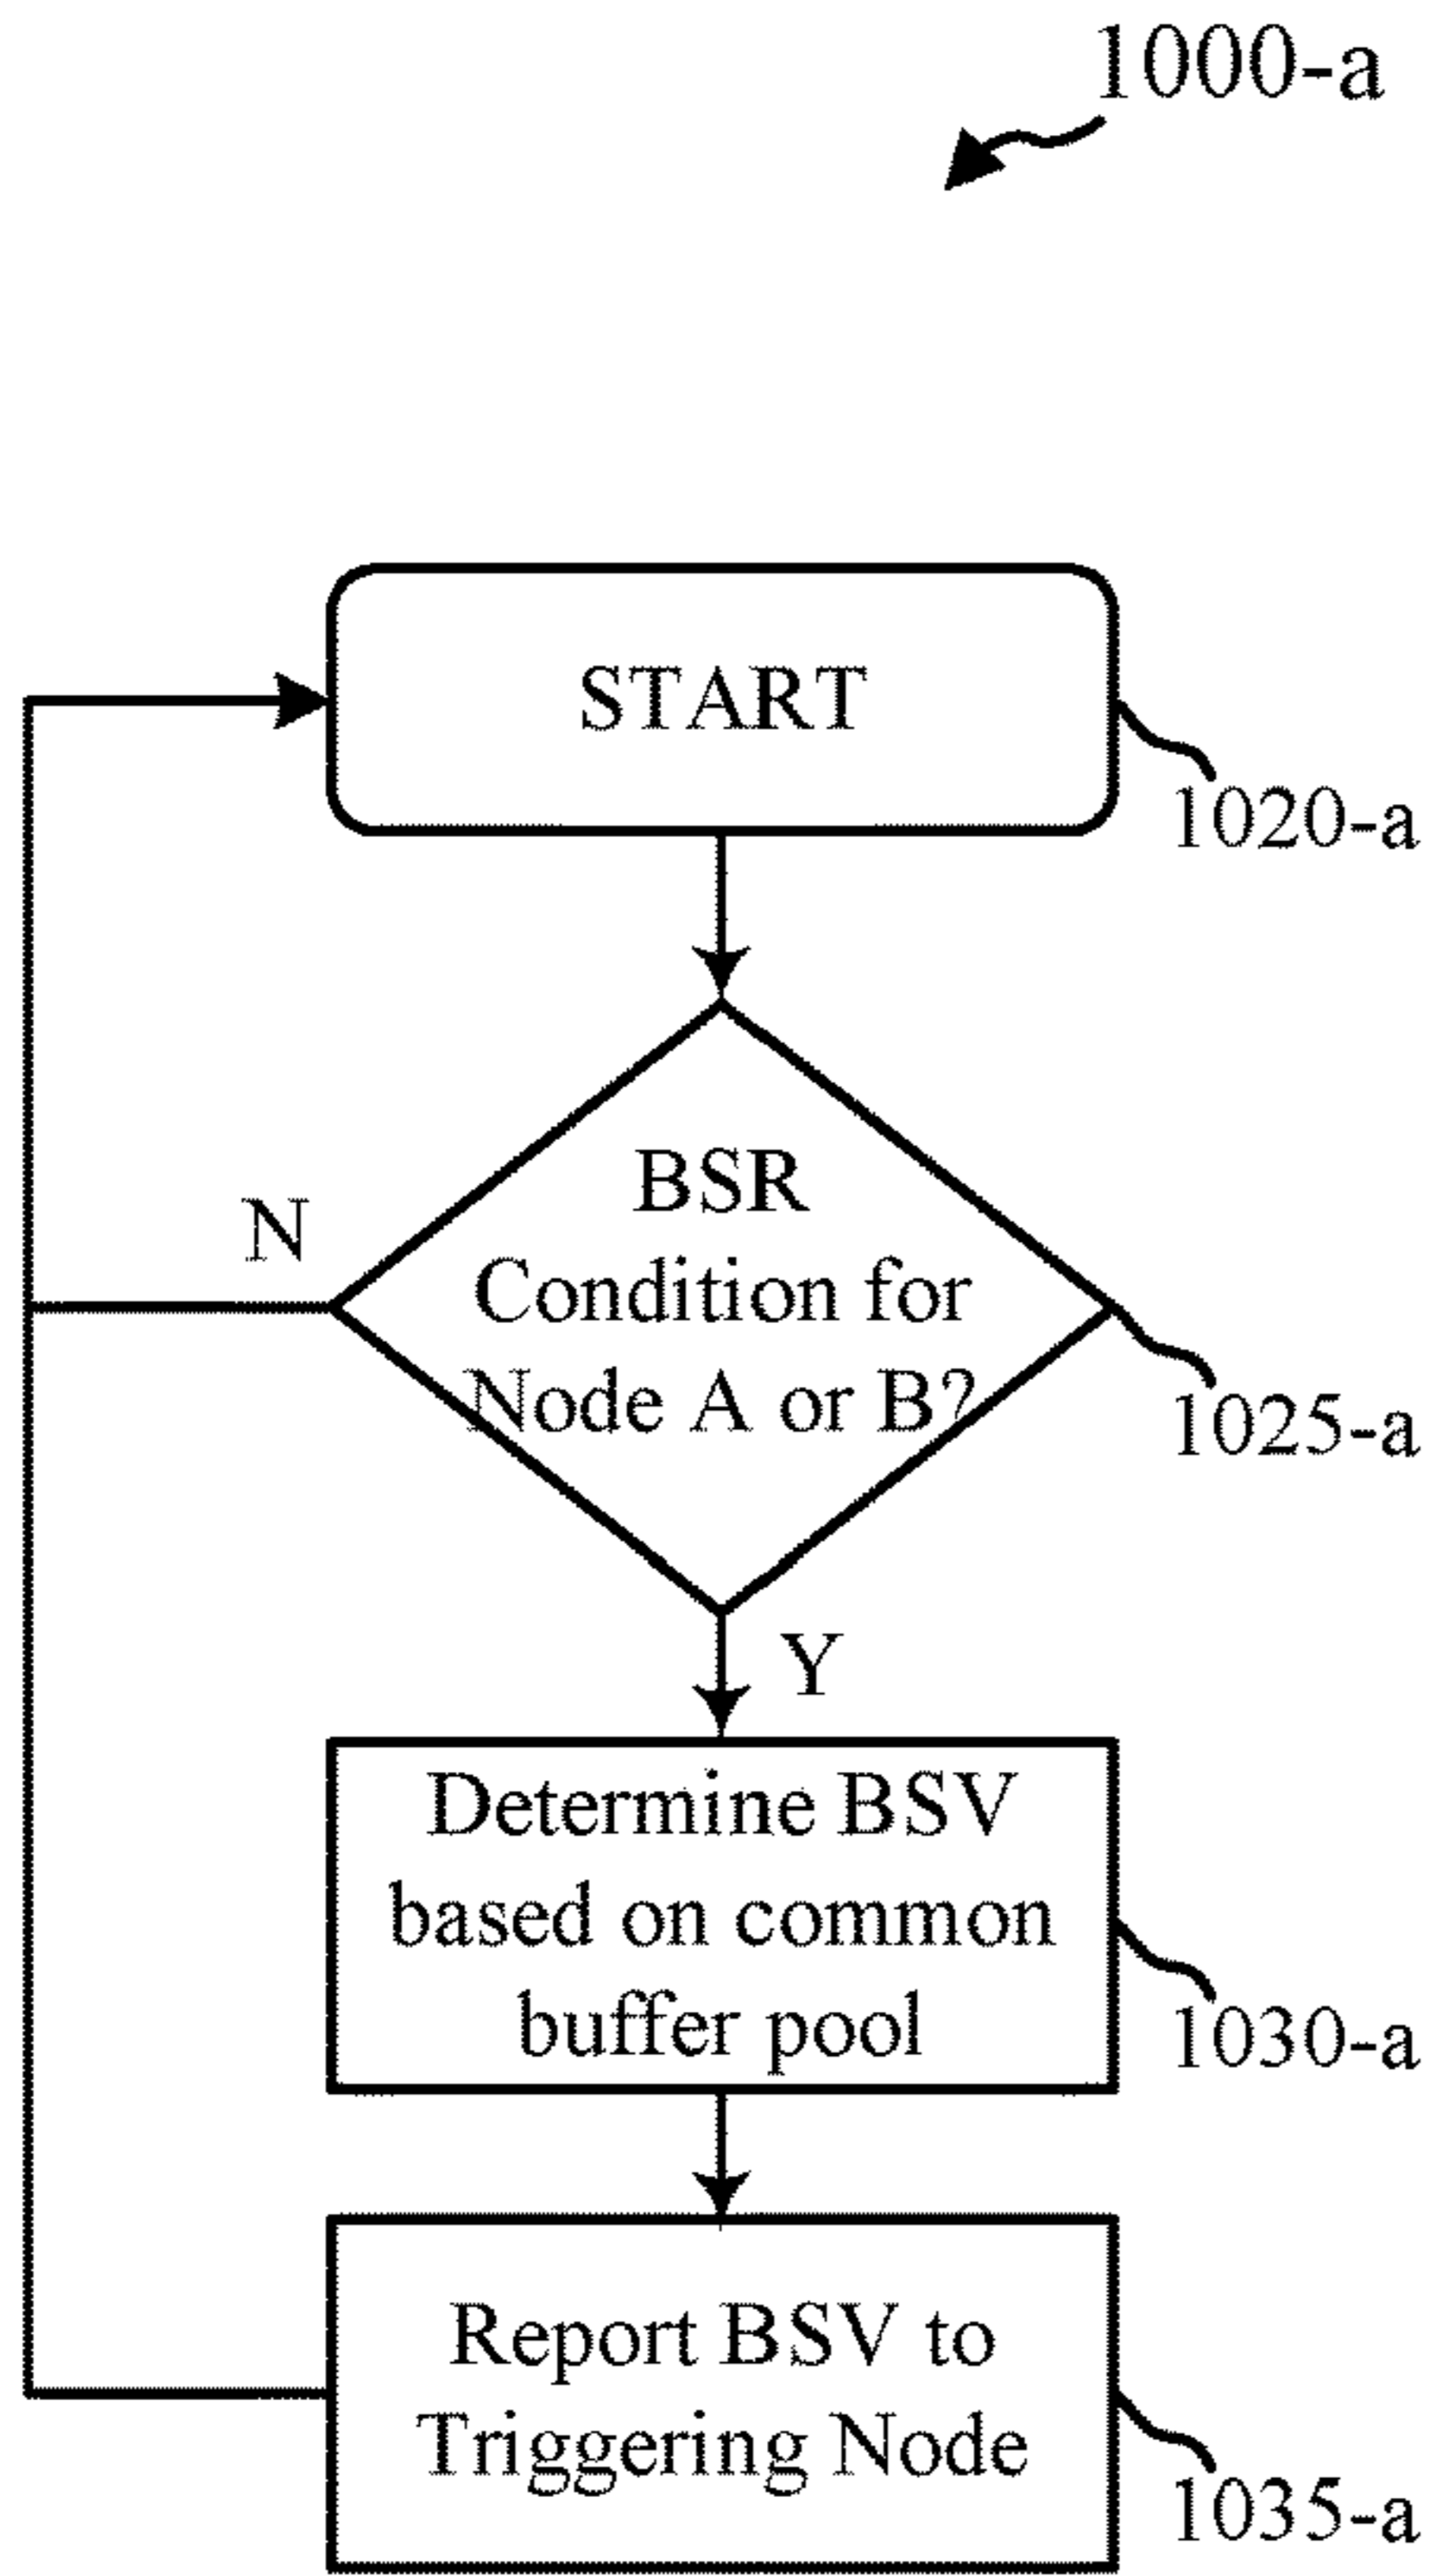 1000-a
START
1020-a
BSR
Condition for
Node A or B?
N
1025-a
Y
Determine BSV
based on common
buffer pool
1030-a
Report BSV to
Triggering Node
1035-a